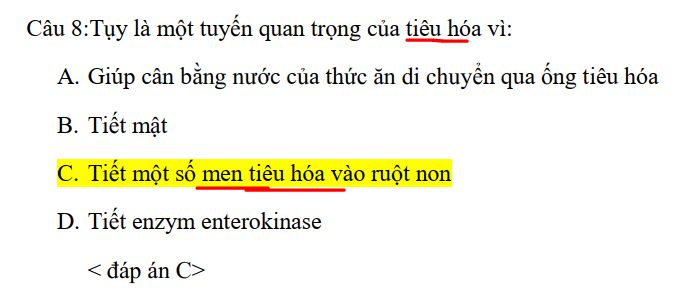 Câu 8:Tụy là một tuyến quan trọng của tiêu hóa vì:
A. Giúp cân bằng nước của thức ăn di chuyển qua ống tiêu hóa
B. Tiết mật
C. Tiết một số men tiêu hóa vào ruột non
D. Tiết enzym enterokinase
< đáp án C>